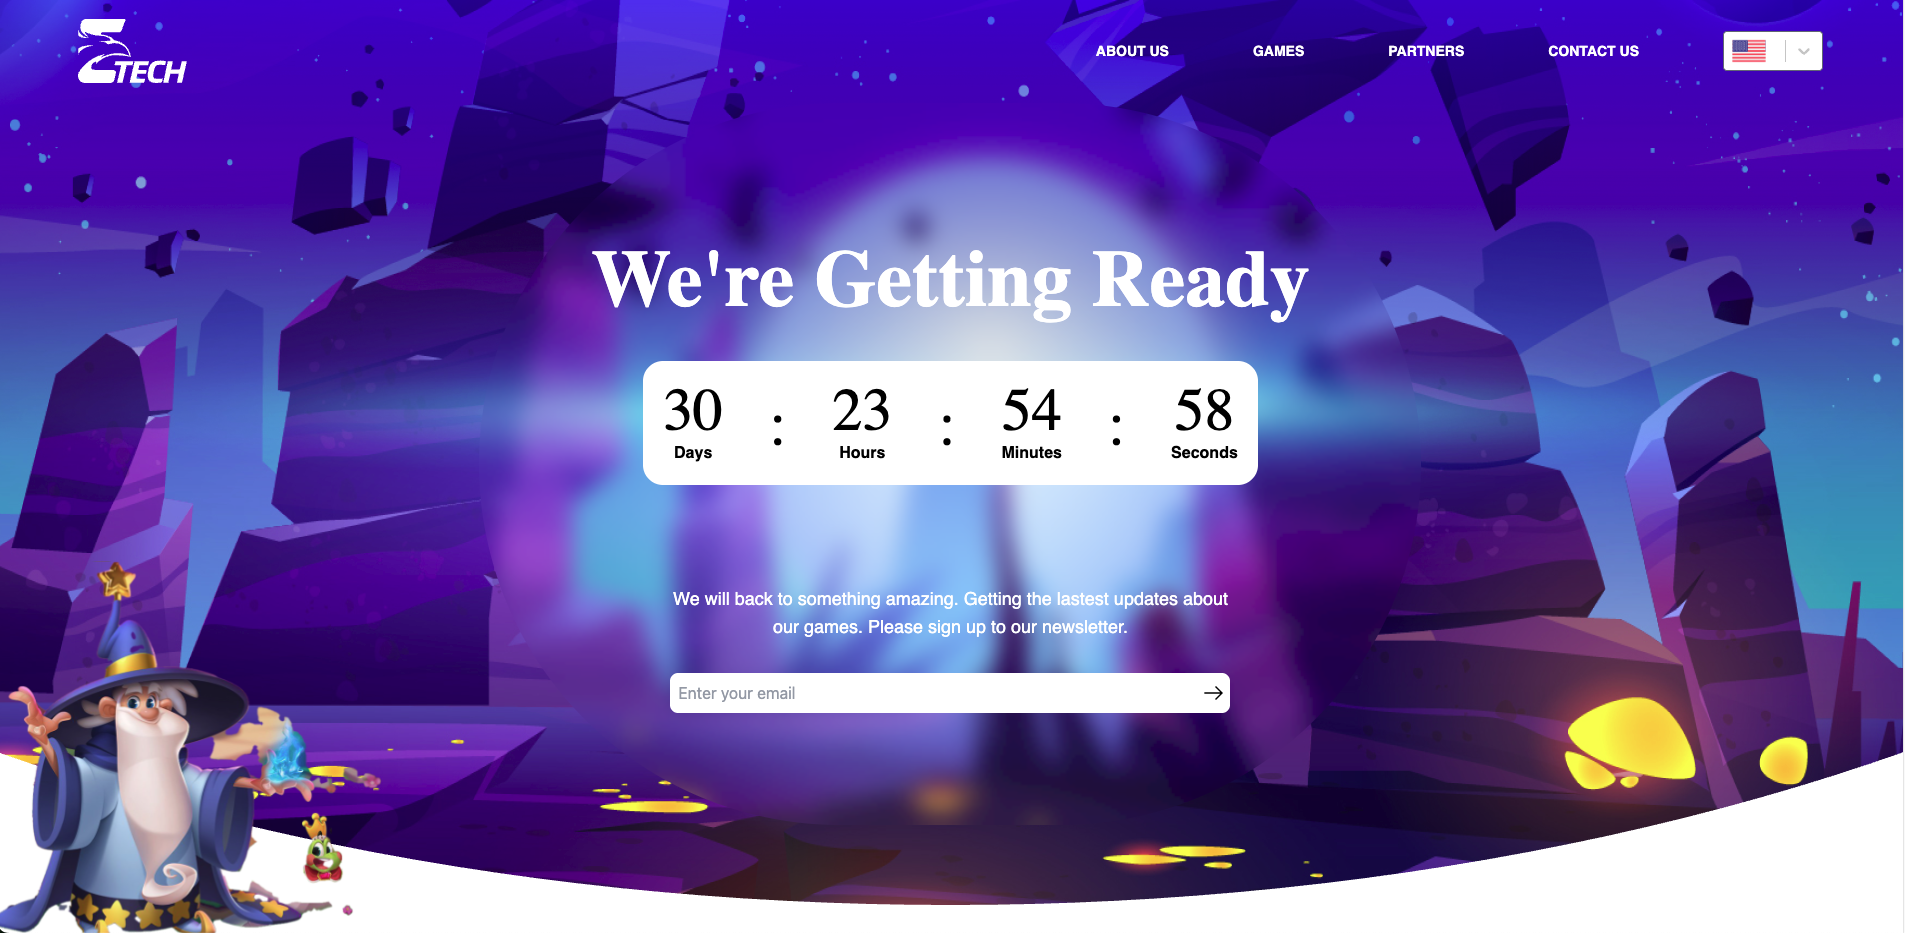 TECH
ABOUT US
GAMES
PARTNERS
CONTACT US
We're Getting Ready
30 : 23 : 54 : 58
Days Hours Minutes Seconds
We will back to something amazing. Getting the lastest updates about
our games. Please sign up to our newsletter.
Enter your email